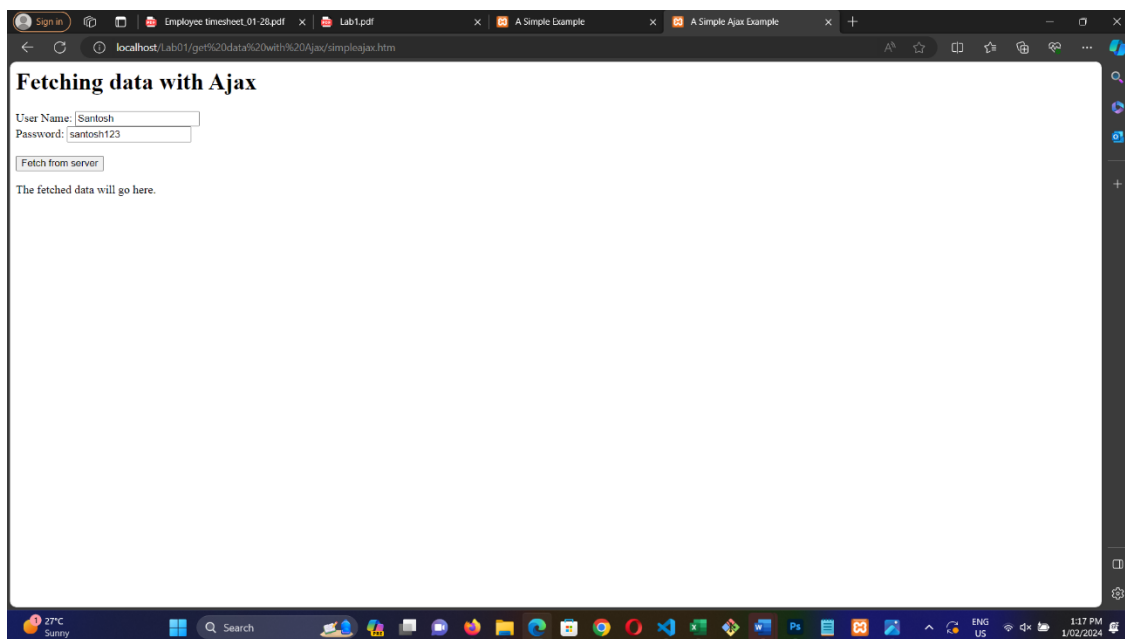 Sign in
Employee timesheet_01-28.pdf
Lab1.pdf
A Simple Example
A Simple Ajax Example
localhost/Lab01/get%20data%20with%20Ajax/simpleajax.htm
Fetching data with Ajax
User Name: Santosh
Password: santosh123
Fetch from server
The fetched data will go here.
1
27°C
Sunny
Search
Ps
ENG
US
1:17 PM
1/02/2024